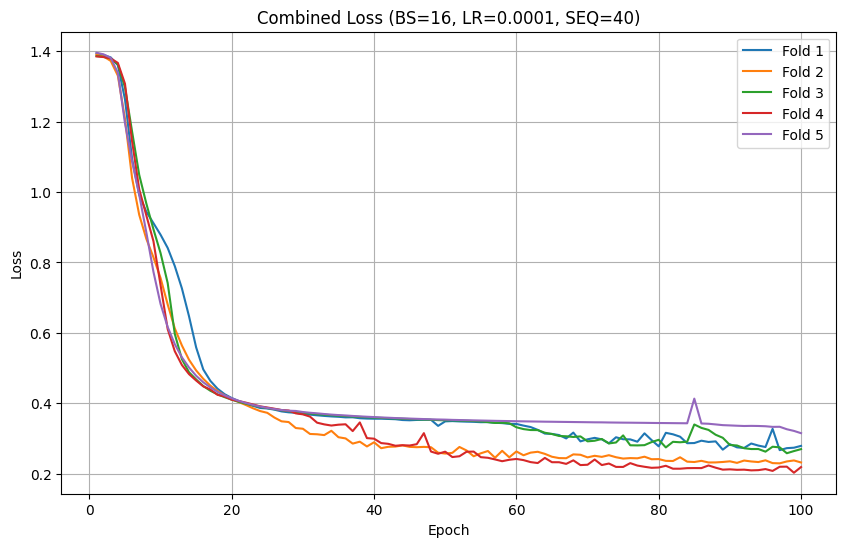 Combined Loss (BS=16, LR=0.0001, SEQ=40)
Loss
1.4
1.2
1.0
0.8
0.6
0.4
0.2
Fold 1
Fold 2
Fold 3
Fold 4
Fold 5
0 20 40 60 80 100
Epoch